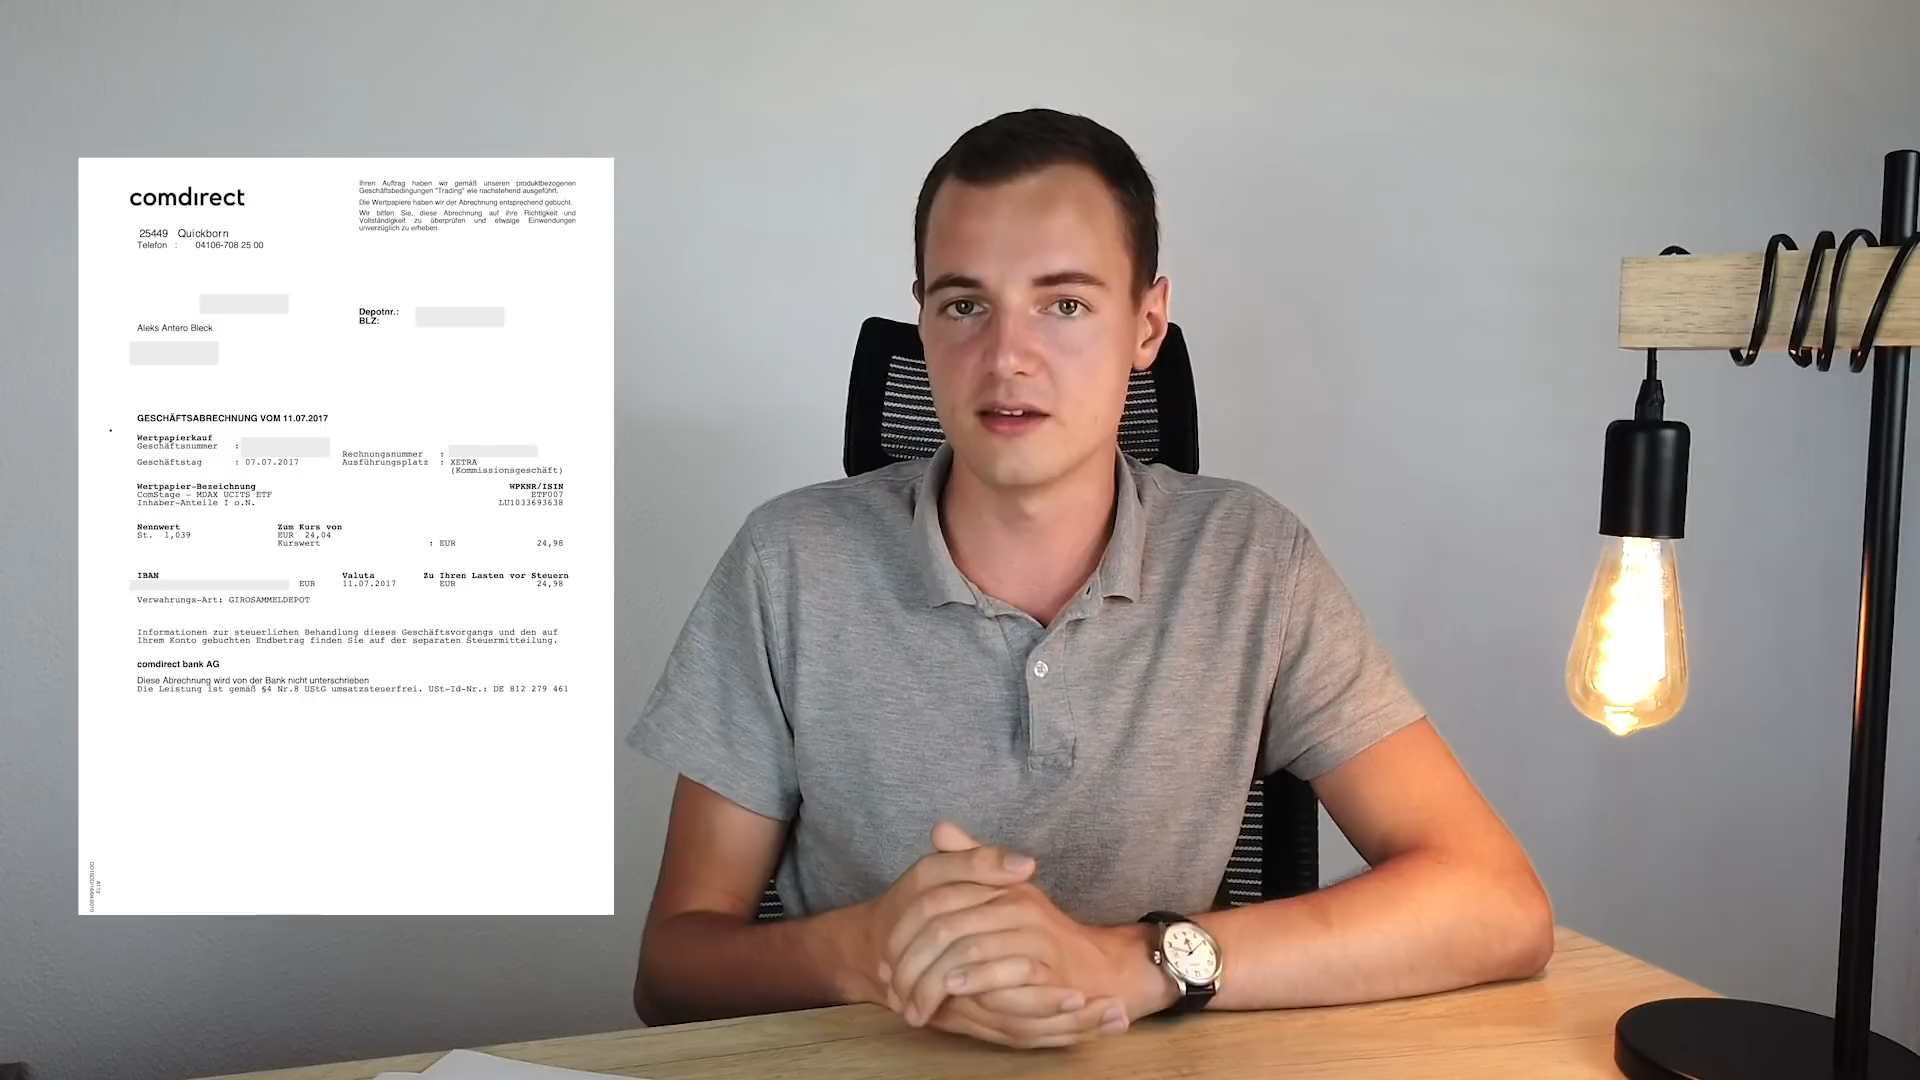 comdırect
Ihren Auftrag haben wir gemäß unseren produktbezogenen
Geschäftsbedingungen "Trading" wie nachstehend ausgeführt.
Die Wertpapiere haben wir der Abrechnung entsprechend gebucht.
Wir bitten Sie, diese Abrechnung auf ihre Richtigkeit und
Vollständigkeit zu überprüfen und etwaige Einwendungen
unverzüglich zu erheben.
25449 Quickborn
Telefon : 04106-708 25 00
Depotnr.:
BLZ:
Aleks Antero Bleck
GESCHÄFTSABRECHNUNG VOM 11.07.2017
Wertpapierkauf
Geschäftsnummer :
Rechnungsnummer :
Geschäftstag : 07.07.2017 Ausführungsplatz : XETRA
(Kommissionsgeschäft)
Wertpapier-Bezeichnung WPKNR/ISIN
ComStage - MDAX UCITS ETF ETF007
Inhaber-Anteile I o.N. LU1033693638
Nennwert Zum Kurs von
St. 1,039 EUR 24,04
Kurswert : EUR 24,98
IBAN Valuta Zu Ihren Lasten vor Steuern
EUR 11.07.2017 EUR 24,98
Verwahrungs-Art: GIROSAMMELDEPOT
Informationen zur steuerlichen Behandlung dieses Geschäftsvorgangs und den auf
Ihrem Konto gebuchten Endbetrag finden Sie auf der separaten Steuermitteilung.
comdirect bank AG
Diese Abrechnung wird von der Bank nicht unterschrieben
Die Leistung ist gemäß §4 Nr.8 UStG umsatzsteuerfrei. USt-Id-Nr.: DE 812 279 461